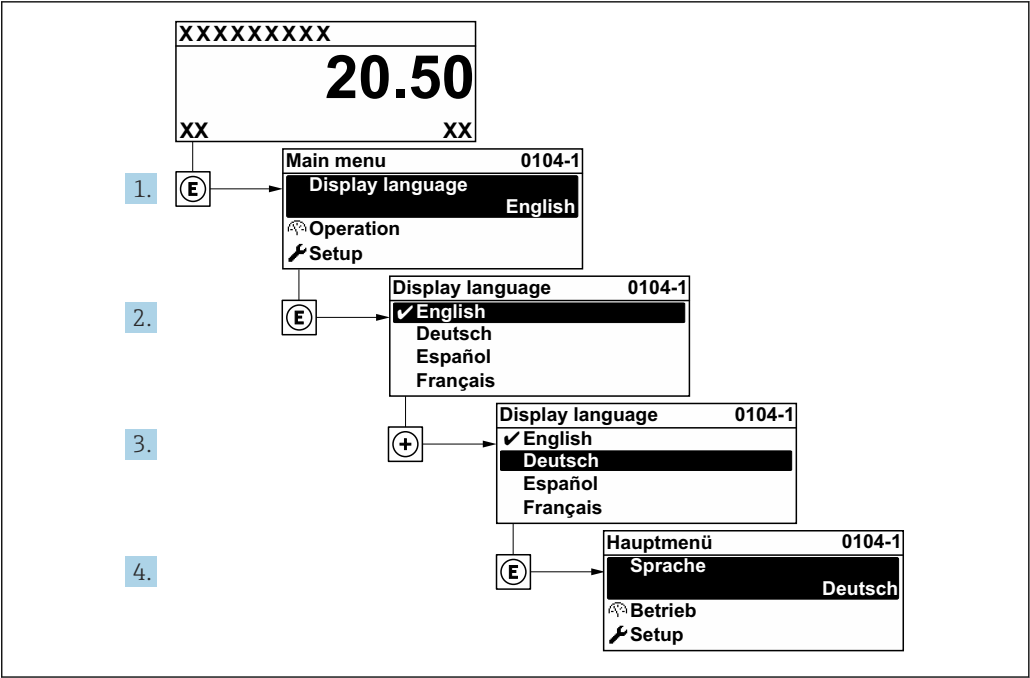 XXXXXXXXX
20.50
XX XX
1. E
Main menu 0104-1
Display language
English
Operation
Setup
2. E
Display language 0104-1
✔English
Deutsch
Español
Français
3. +
Display language 0104-1
✔English
Deutsch
Español
Français
4. E
Hauptmenü 0104-1
Sprache
Deutsch
Betrieb
Setup